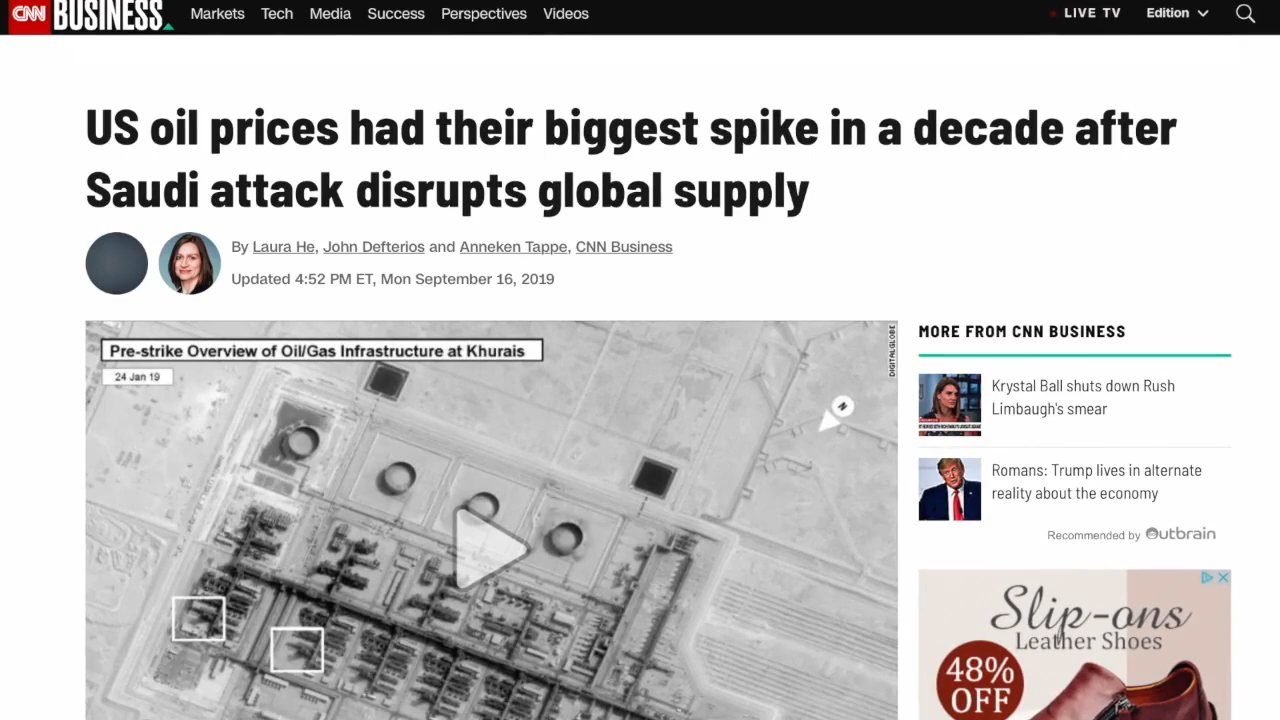 CNN BUSINESS
Markets Tech Media Success Perspectives Videos
LIVE TV Edition
US oil prices had their biggest spike in a decade after
Saudi attack disrupts global supply
By Laura He, John Defterios and Anneken Tappe, CNN Business
Updated 4:52 PM ET, Mon September 16, 2019
Pre-strike Overview of Oil/Gas Infrastructure at Khurais
24 Jan 19
DIGITALGLOBE
N
MORE FROM CNN BUSINESS
Krystal Ball shuts down Rush
Limbaugh's smear
Romans: Trump lives in alternate
reality about the economy
Recommended by Outbrain
Slip-ons
Leather Shoes
48%
OFF